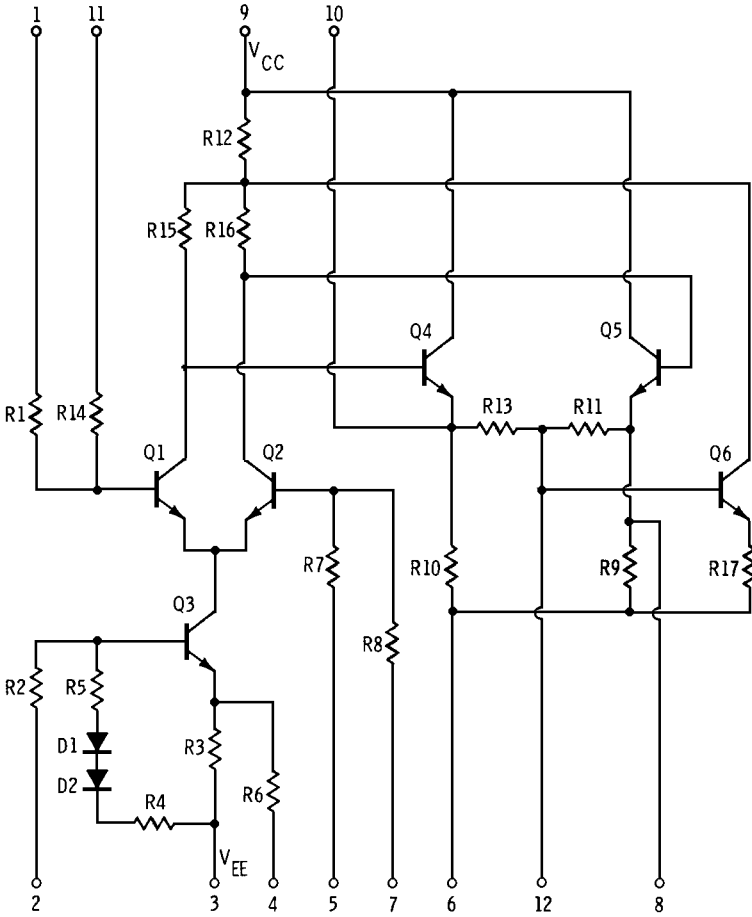 1 11 9 10
VCC
R12
R15 R16
Q4 Q5
R13 R11
R1 R14
Q1 Q2 Q6
R7 R10 R9 R17
Q3
R8
R2 R5
D1 R3
D2 R6
R4
VEE
2 3 4 5 7 6 12 8